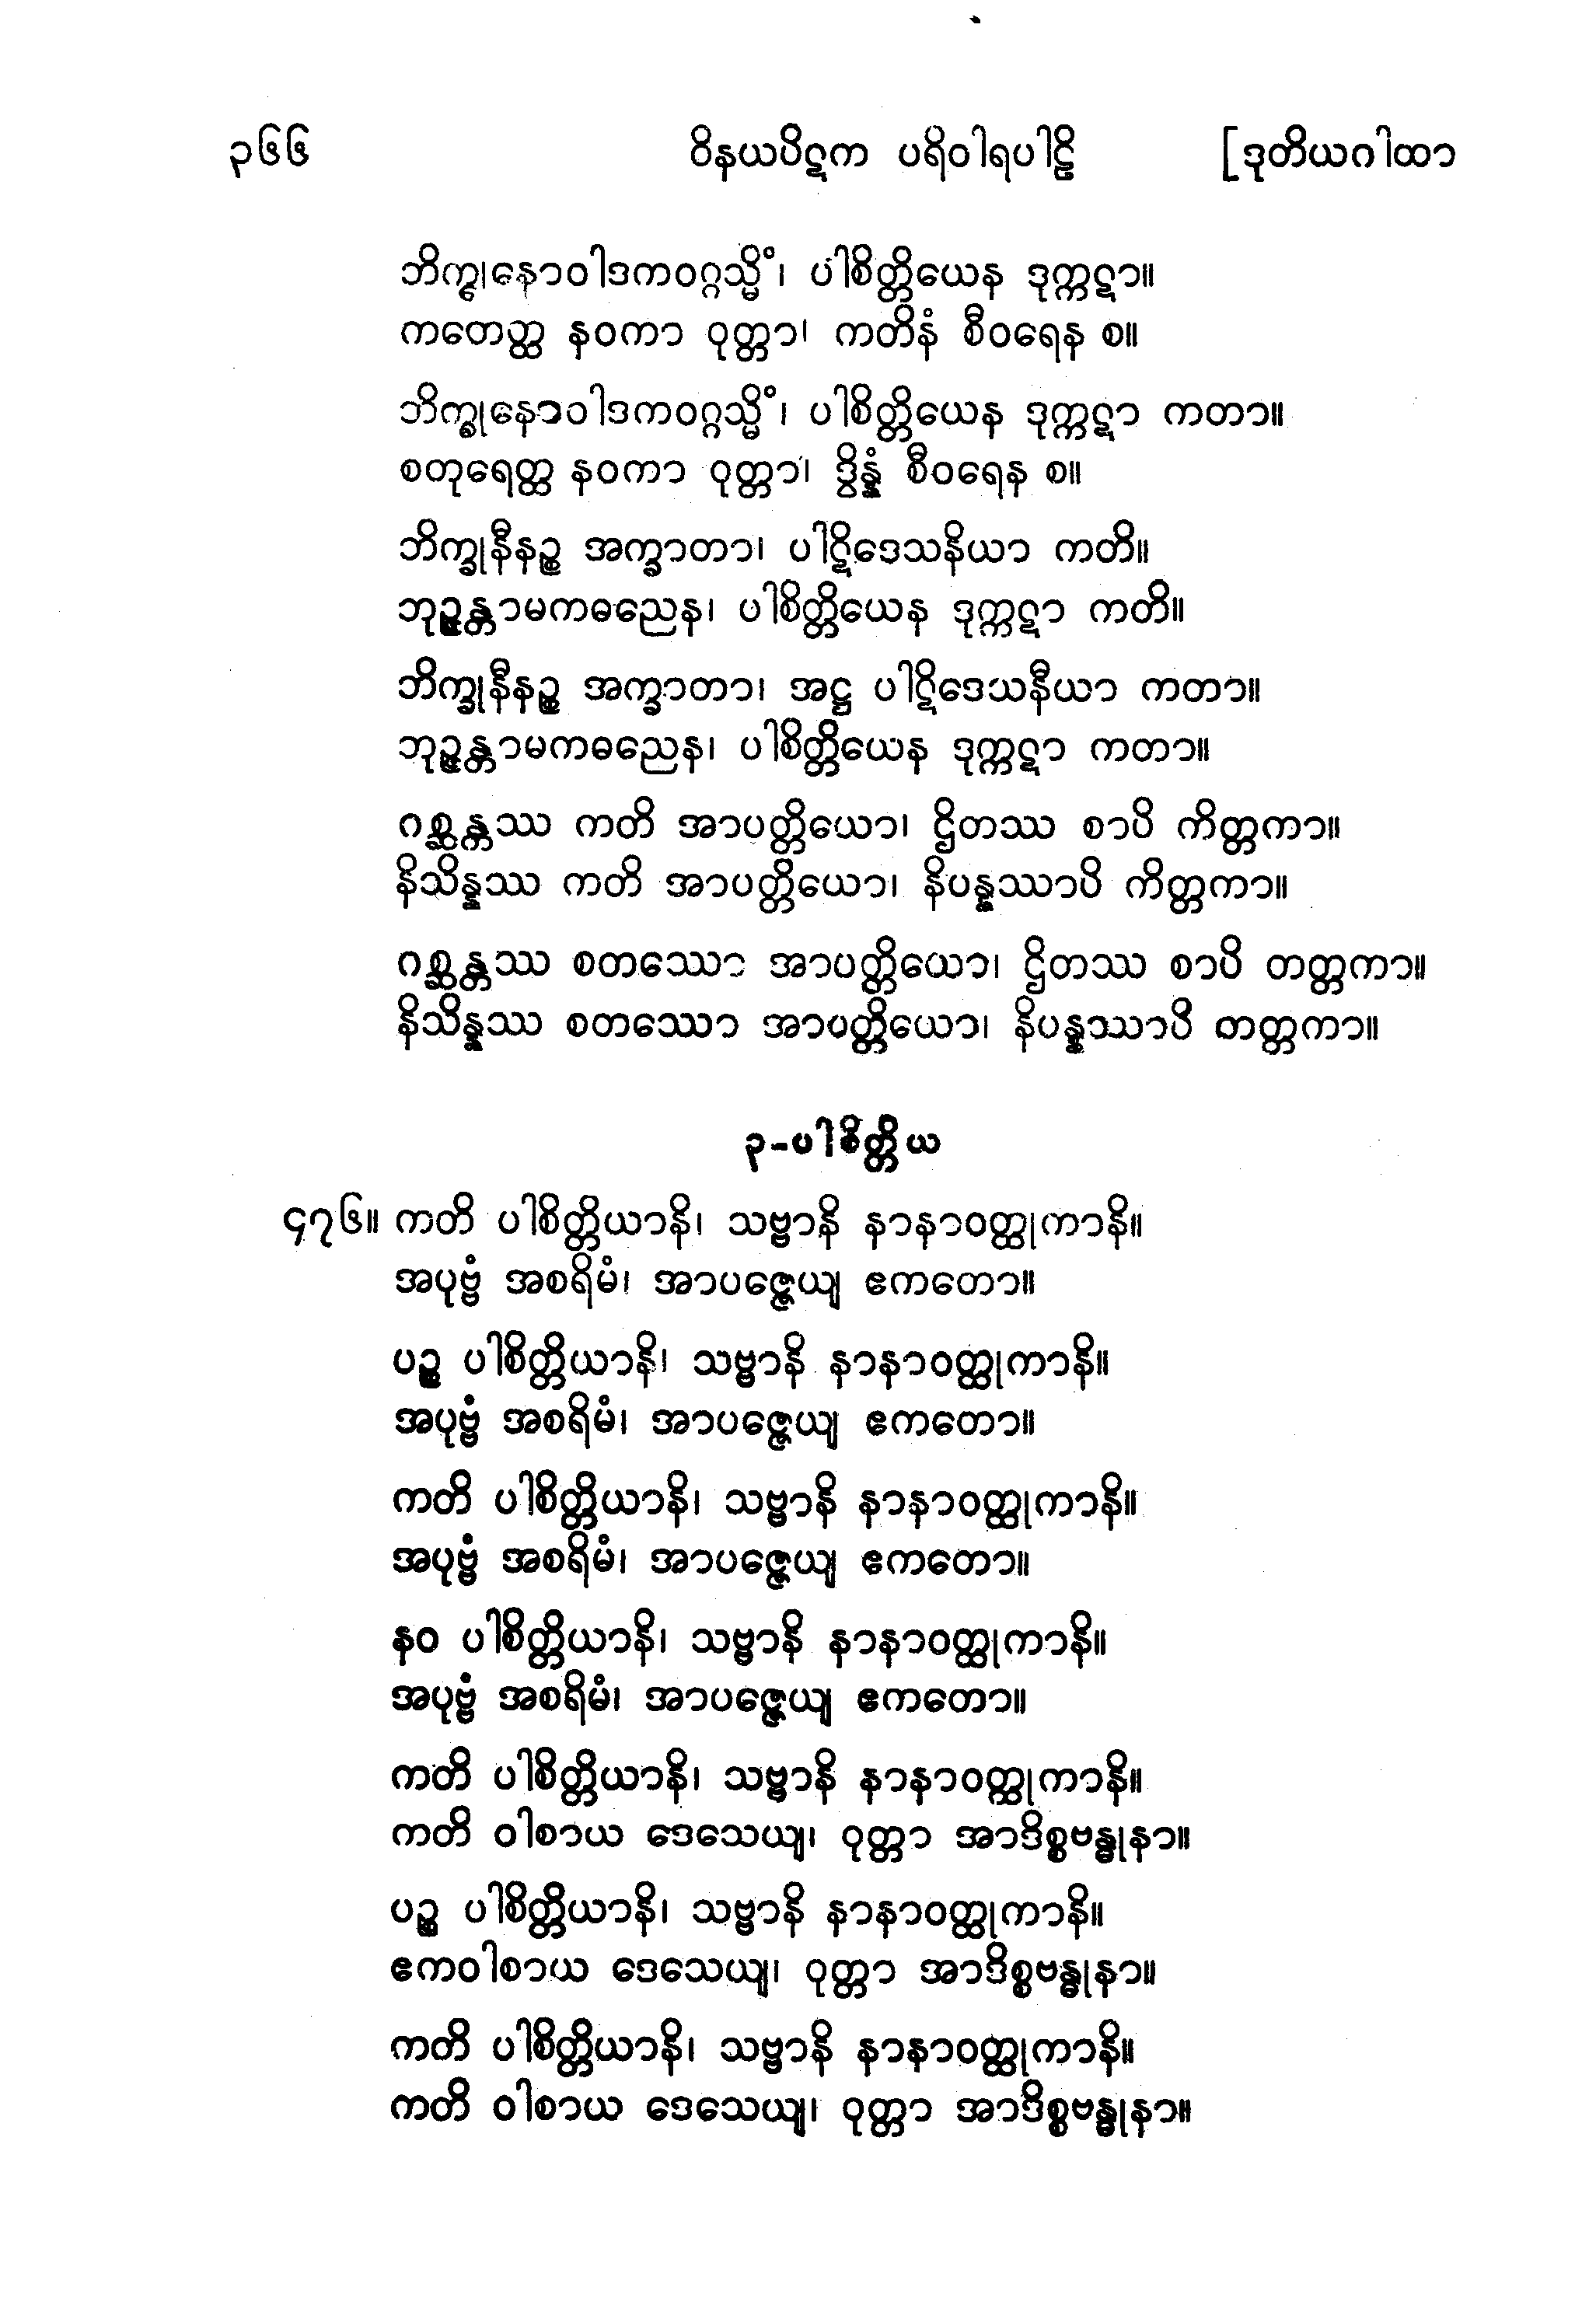 ၃၆၆ ဝိနယပိဋက ပရိဝါရပါဠိ [ဒုတိယဂါထာ
ဘိက္ခုနောဝါဒကဝဂ္ဂသ္မိံ၊ ပါစိတ္တိယေန ဒုက္ကဋာ။
ကတေတ္ထ နဝကာ ဝုတ္တာ၊ ကတိနံ စီဝရေန စ။
ဘိက္ခုနောဝါဒကဝဂ္ဂသ္မိံ၊ ပါစိတ္တိယေန ဒုက္ကဋာ ကတာ။
စတုရေတ္ထ နဝကာ ဝုတ္တာ၊ ဒွိန္နံ စီဝရေန စ။
ဘိက္ခုနီနဉ္စ အက္ခာတာ၊ ပါဋိဒေသနိယာ ကတိ။
ဘုဉ္ဇန္တာမကဓညေန၊ ပါစိတ္တိယေန ဒုက္ကဋာ ကတိ။
ဘိက္ခုနီနဉ္စ အက္ခာတာ၊ အဋ္ဌ ပါဋိဒေသနီယာ ကတာ။
ဘုဉ္ဇန္တာမကဓညေန၊ ပါစိတ္တိယေန ဒုက္ကဋာ ကတာ။
ဂစ္ဆန္တဿ ကတိ အာပတ္တိယော၊ ဌိတဿ စာပိ ကိတ္တကာ။
နိသိန္နဿ ကတိ အာပတ္တိယော၊ နိပန္နဿာပိ ကိတ္တကာ။
ဂစ္ဆန္တဿ စတဿော အာပတ္တိယော၊ ဌိတဿ စာပိ တတ္တကာ။
နိသိန္နဿ စတဿော အာပတ္တိယော၊ နိပန္နဿာပိ တတ္တကာ။
၃-ပါစိတ္တိယ
၄၇၆။ ကတိ ပါစိတ္တိယာနိ၊ သဗ္ဗာနိ နာနာဝတ္ထုကာနိ။
အပုဗ္ဗံ အစရိမံ၊ အာပဇ္ဇေယျ ဧကတော။
ပဉ္စ ပါစိတ္တိယာနိ၊ သဗ္ဗာနိ နာနာဝတ္ထုကာနိ။
အပုဗ္ဗံ အစရိမံ၊ အာပဇ္ဇေယျ ဧကတော။
ကတိ ပါစိတ္တိယာနိ၊ သဗ္ဗာနိ နာနာဝတ္ထုကာနိ။
အပုဗ္ဗံ အစရိမံ၊ အာပဇ္ဇေယျ ဧကတော။
နဝ ပါစိတ္တိယာနိ၊ သဗ္ဗာနိ နာနာဝတ္ထုကာနိ။
အပုဗ္ဗံ အစရိမံ၊ အာပဇ္ဇေယျ ဧကတော။
ကတိ ပါစိတ္တိယာနိ၊ သဗ္ဗာနိ နာနာဝတ္ထုကာနိ။
ကတိ ဝါစာယ ဒေသေယျ၊ ဝုတ္တာ အာဒိစ္စဗန္ဓုနာ။
ပဉ္စ ပါစိတ္တိယာနိ၊ သဗ္ဗာနိ နာနာဝတ္ထုကာနိ။
ဧကဝါစာယ ဒေသေယျ၊ ဝုတ္တာ အာဒိစ္စဗန္ဓုနာ။
ကတိ ပါစိတ္တိယာနိ၊ သဗ္ဗာနိ နာနာဝတ္ထုကာနိ။
ကတိ ဝါစာယ ဒေသေယျ၊ ဝုတ္တာ အာဒိစ္စဗန္ဓုနာ။